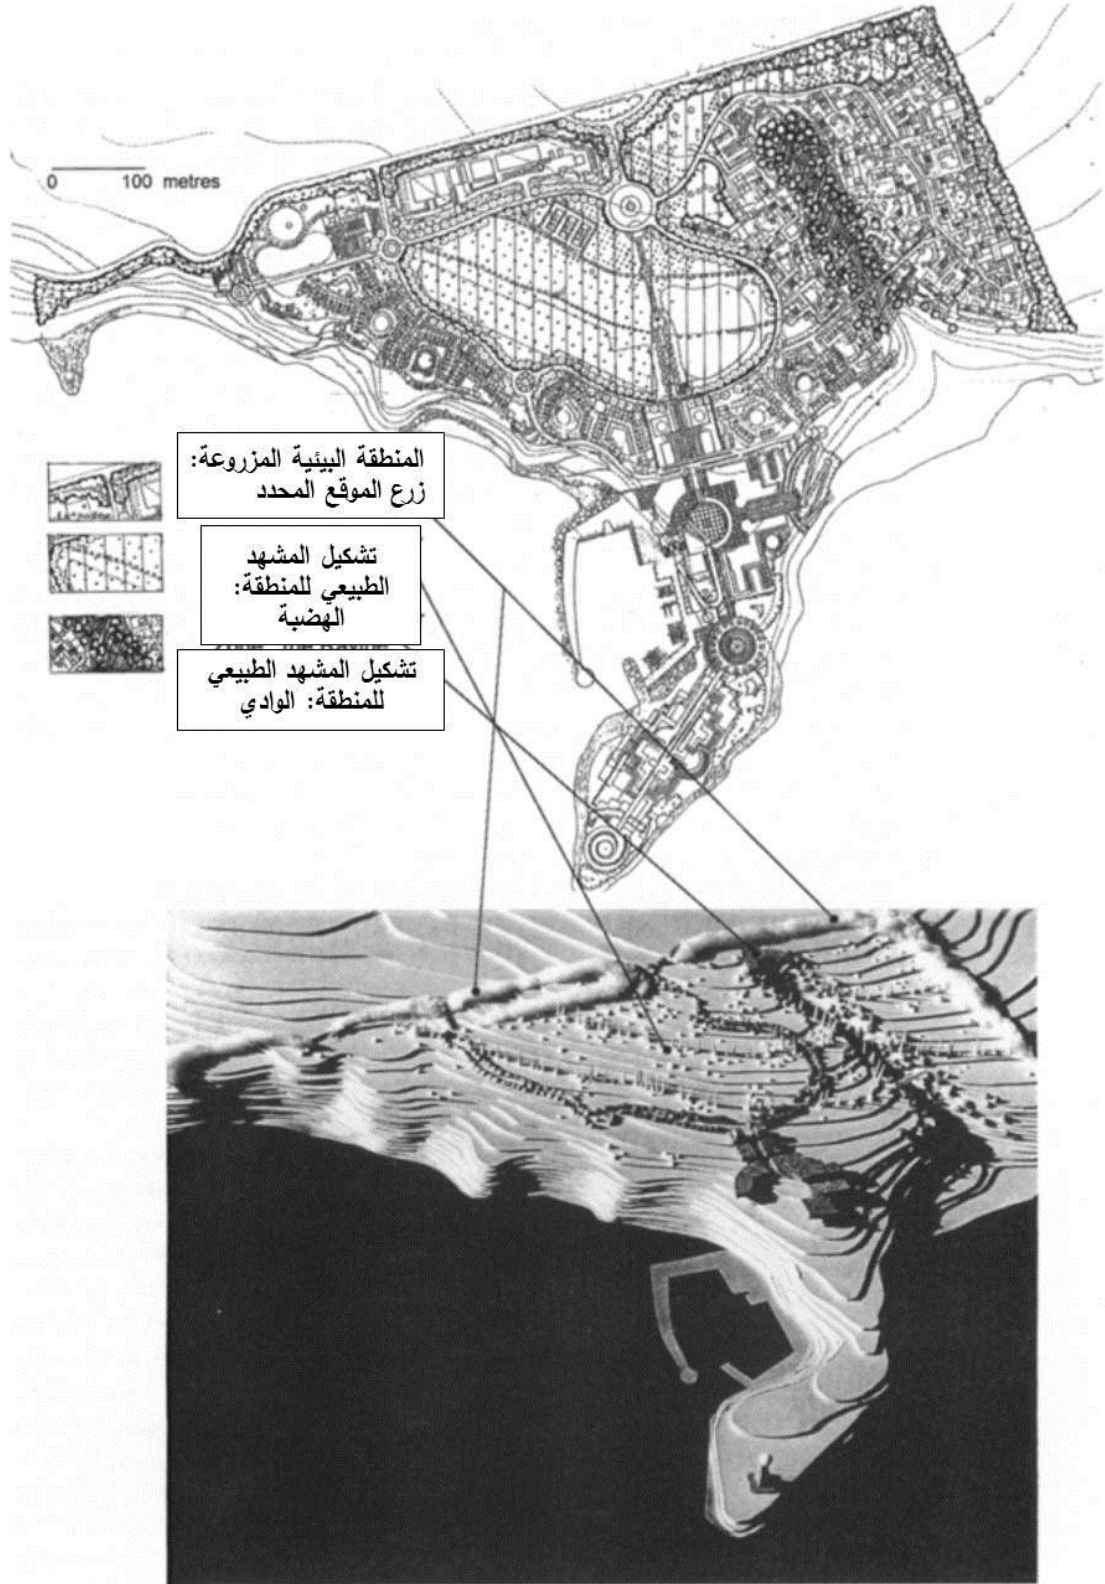 0 100 metres
المنطقة البيئية المزروعة:
زرع الموقع المحدد
تشكيل المشهد
الطبيعي للمنطقة:
الهضبة
تشكيل المشهد الطبيعي
للمنطقة: الوادي